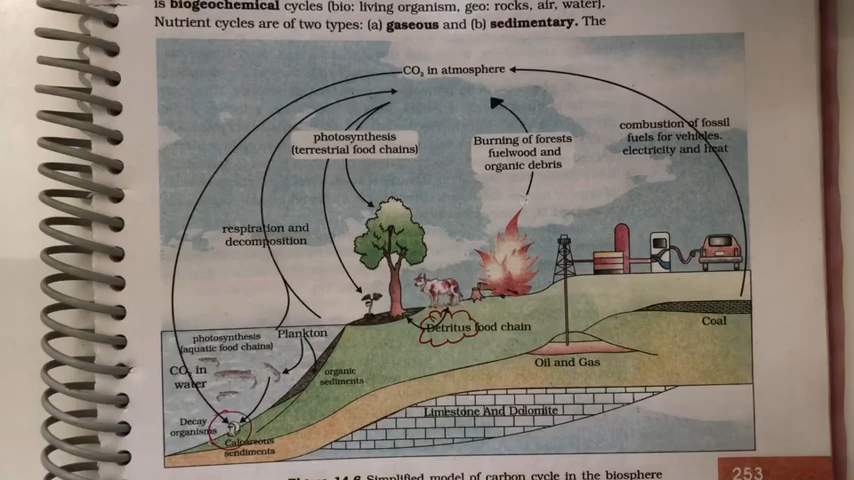 is biogeochemical cycles (bio: living organism, geo: rocks, air, water).
Nutrient cycles are of two types: (a) gaseous and (b) sedimentary. The
CO₂ in atmosphere
photosynthesis
(terrestrial food chains)
Burning of forests
fuelwood and
organic debris
combustion of fossil
fuels for vehicles.
electricity and heat
respiration and
decomposition
photosynthesis
(aquatic food chains)
Plankton
Detritus food chain
Coal
CO₂ in
water
organic
sediments
Oil and Gas
Limestone And Dolomite
Decay
organisms
Calcareous
sendiments
14.6 Simplified model of carbon cycle in the biosphere
253